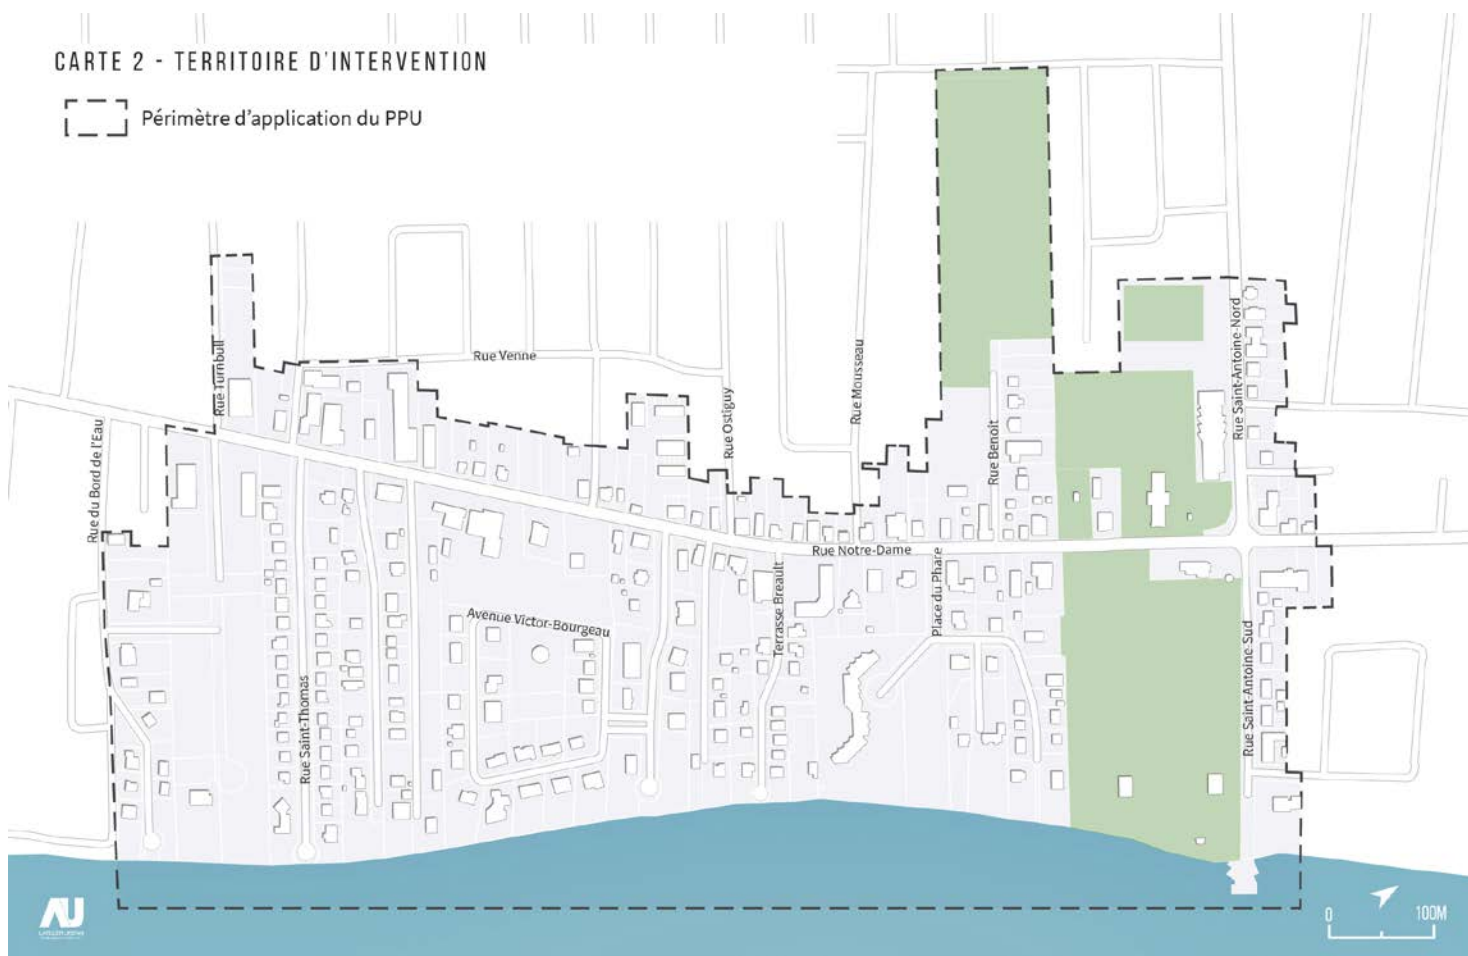 CARTE 2 - TERRITOIRE D'INTERVENTION
Périmètre d'application du PPU
Rue Turnbull
Rue Venne
Rue du Bord de l'Eau
Rue Ostiguy
Rue Mousseau
Rue Benoit
Rue Saint-Antoine-Nord
Rue Notre-Dame
Avenue Victor-Bourgeau
Terrasse Breault
Place du Phare
Rue Saint-Thomas
Rue Saint-Antoine-Sud
AU
0 100M